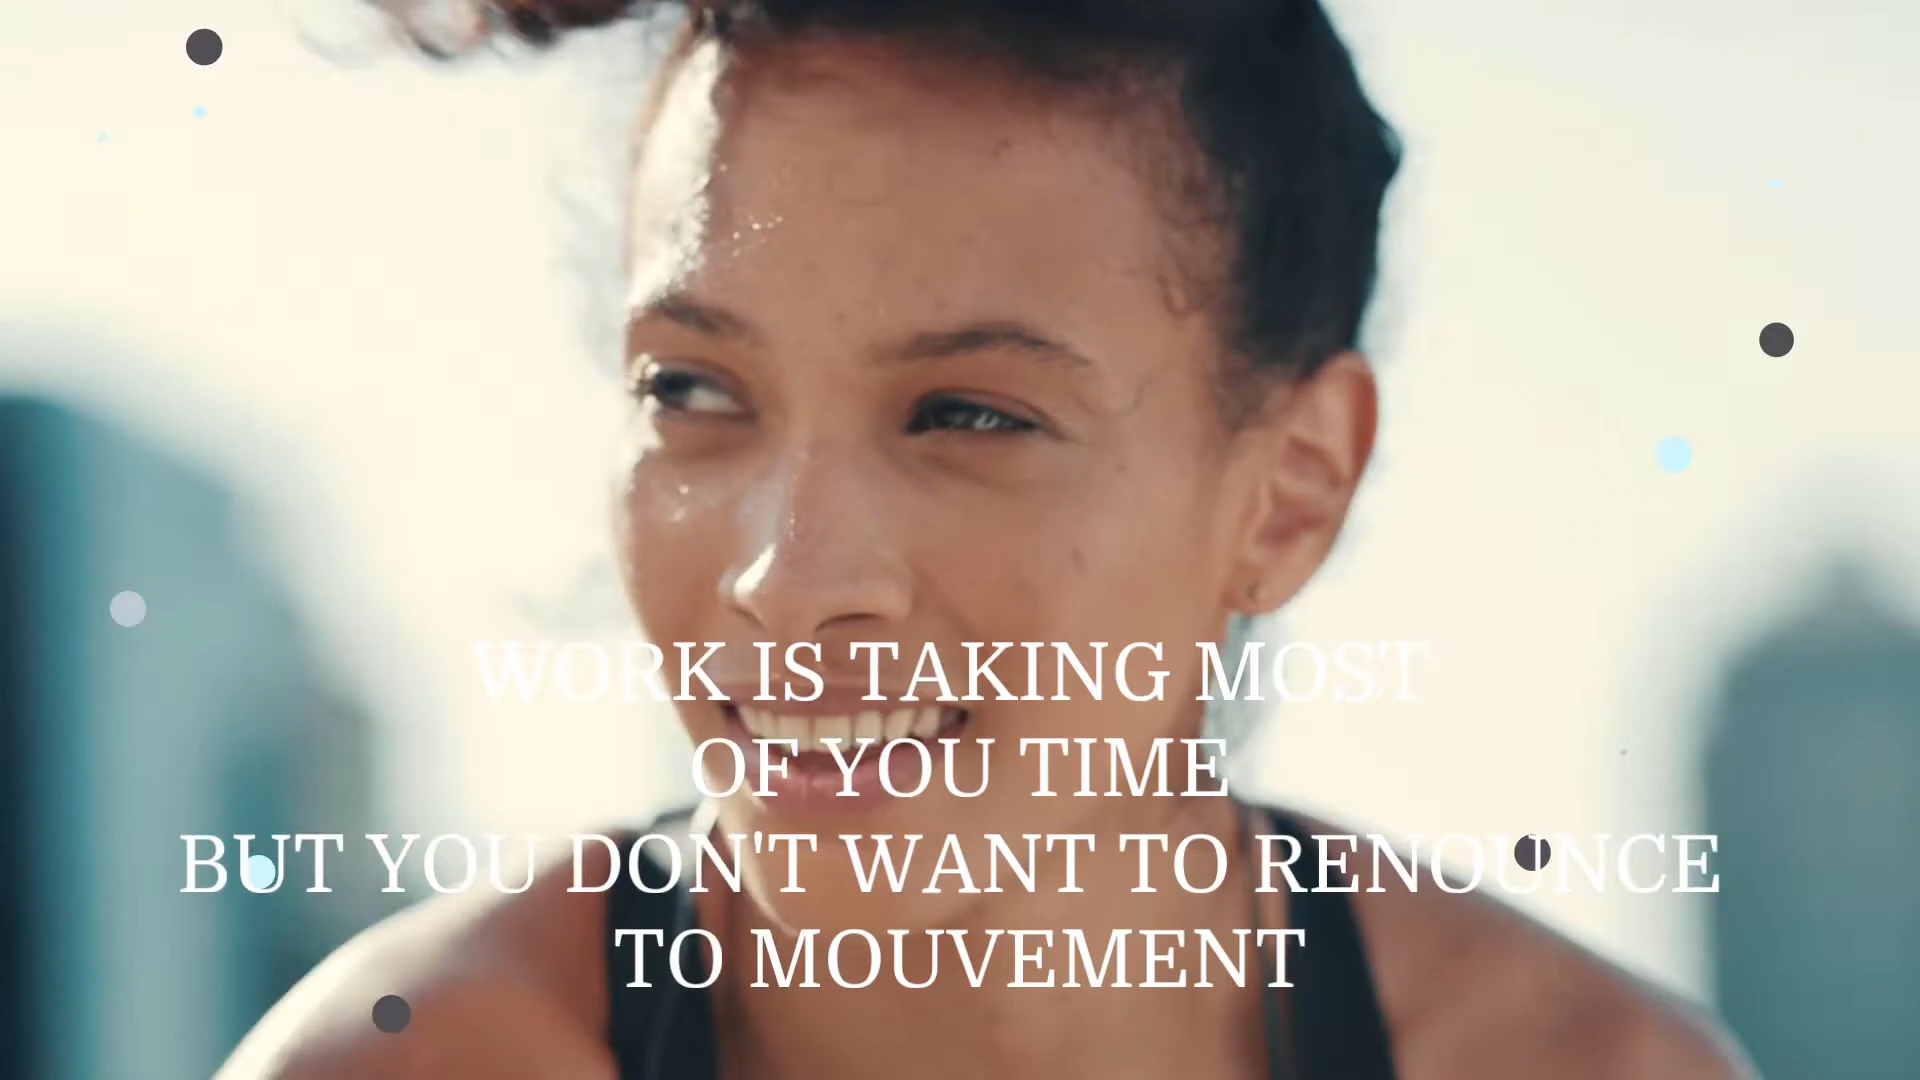 WORK IS TAKING MOST
OF YOU TIME
BUT YOU DON'T WANT TO RENOUNCE
TO MOUVEMENT